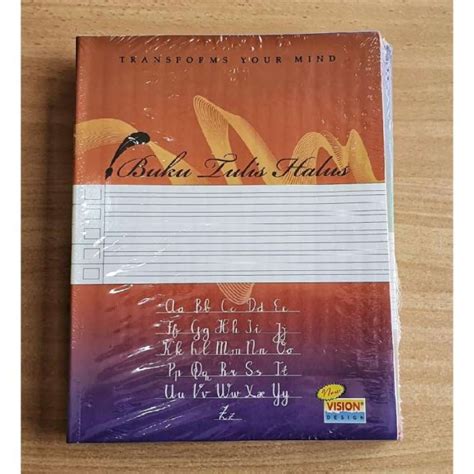 TRANSFOFMS YOUR MIND
Buku Tulis Halus
Aa Bb Cc Dd Ee
Ff Gg Hh Ii Jj
Kk Ll Mm Nn Oo
Pp Qq Rr Ss Tt
Uu Vv Ww Xx Yy
Zz
New
VISION®
DESIGN